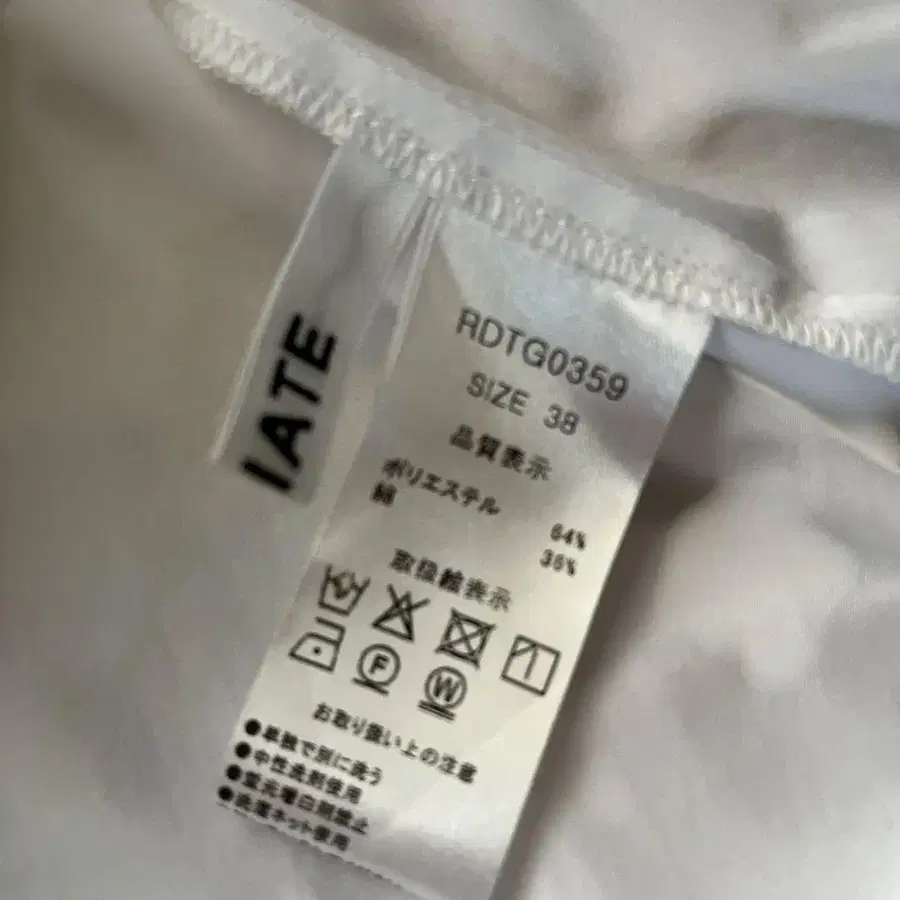 IATE
RDTG0359
SIZE 38
品質表示
ポリエステル 64%
綿 36%
取扱絵表示
F
W
お取り扱い上の注意
●単独で別に洗う
●中性洗剤使用
●蛍光増白剤禁止
●洗濯ネット使用